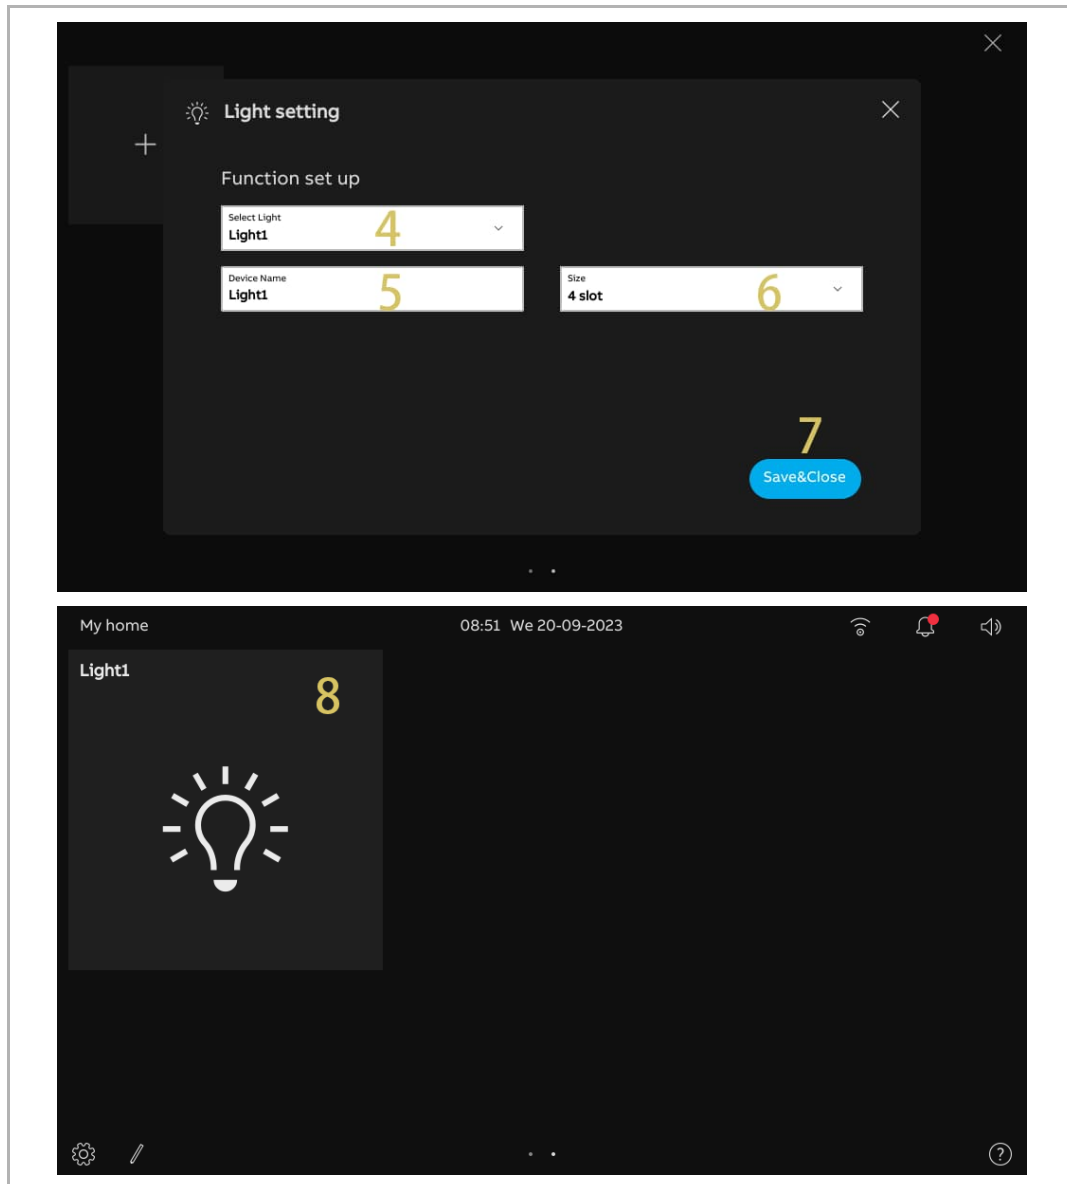 Light setting
Function set up
Select Light
Light1
4
Device Name
Light1
5
Size
4 slot
6
7
Save&Close
My home
08:51 We 20-09-2023
Light1
8
?